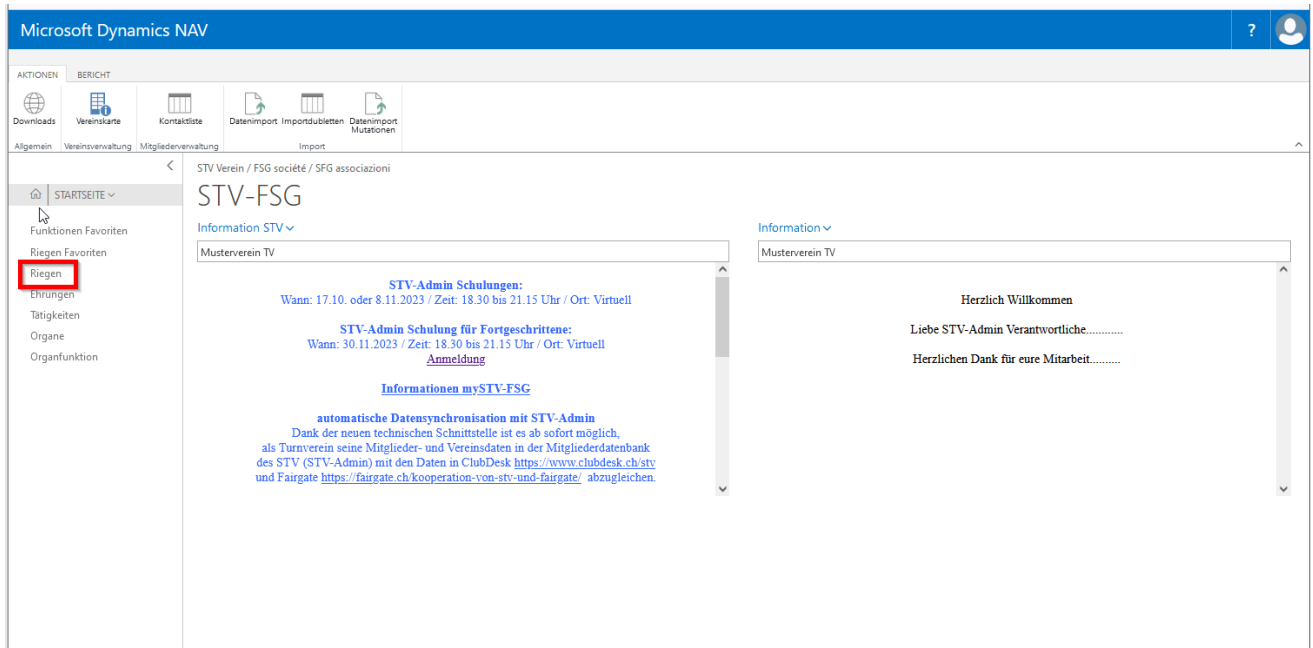 Microsoft Dynamics NAV
?
AKTIONEN BERICHT
Downloads Vereinskarte Kontaktliste Datenimport Importdubletten Datenimport Mutationen
Allgemein Vereinsverwaltung Mitgliederverwaltung Import
STARTSEITE
Funktionen Favoriten
Riegen Favoriten
Riegen
Ehrungen
Tätigkeiten
Organe
Organfunktion
STV Verein / FSG société / SFG associazioni
STV-FSG
Information STV
Musterverein TV
STV-Admin Schulungen:
Wann: 17.10. oder 8.11.2023 / Zeit: 18.30 bis 21.15 Uhr / Ort: Virtuell
STV-Admin Schulung für Fortgeschrittene:
Wann: 30.11.2023 / Zeit: 18.30 bis 21.15 Uhr / Ort: Virtuell
Anmeldung
Informationen mySTV-FSG
automatische Datensynchronisation mit STV-Admin
Dank der neuen technischen Schnittstelle ist es ab sofort möglich,
als Turnverein seine Mitglieder- und Vereinsdaten in der Mitgliederdatenbank
des STV (STV-Admin) mit den Daten in ClubDesk https://www.clubdesk.ch/stv
und Fairgate https://fairgate.ch/kooperation-von-stv-und-fairgate/ abzugleichen.
Information
Musterverein TV
Herzlich Willkommen
Liebe STV-Admin Verantwortliche............
Herzlichen Dank für eure Mitarbeit..........